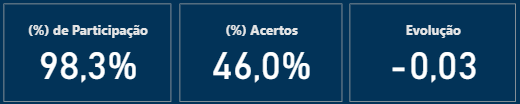 (%) de Participação
98,3%
(%) Acertos
46,0%
Evolução
-0,03